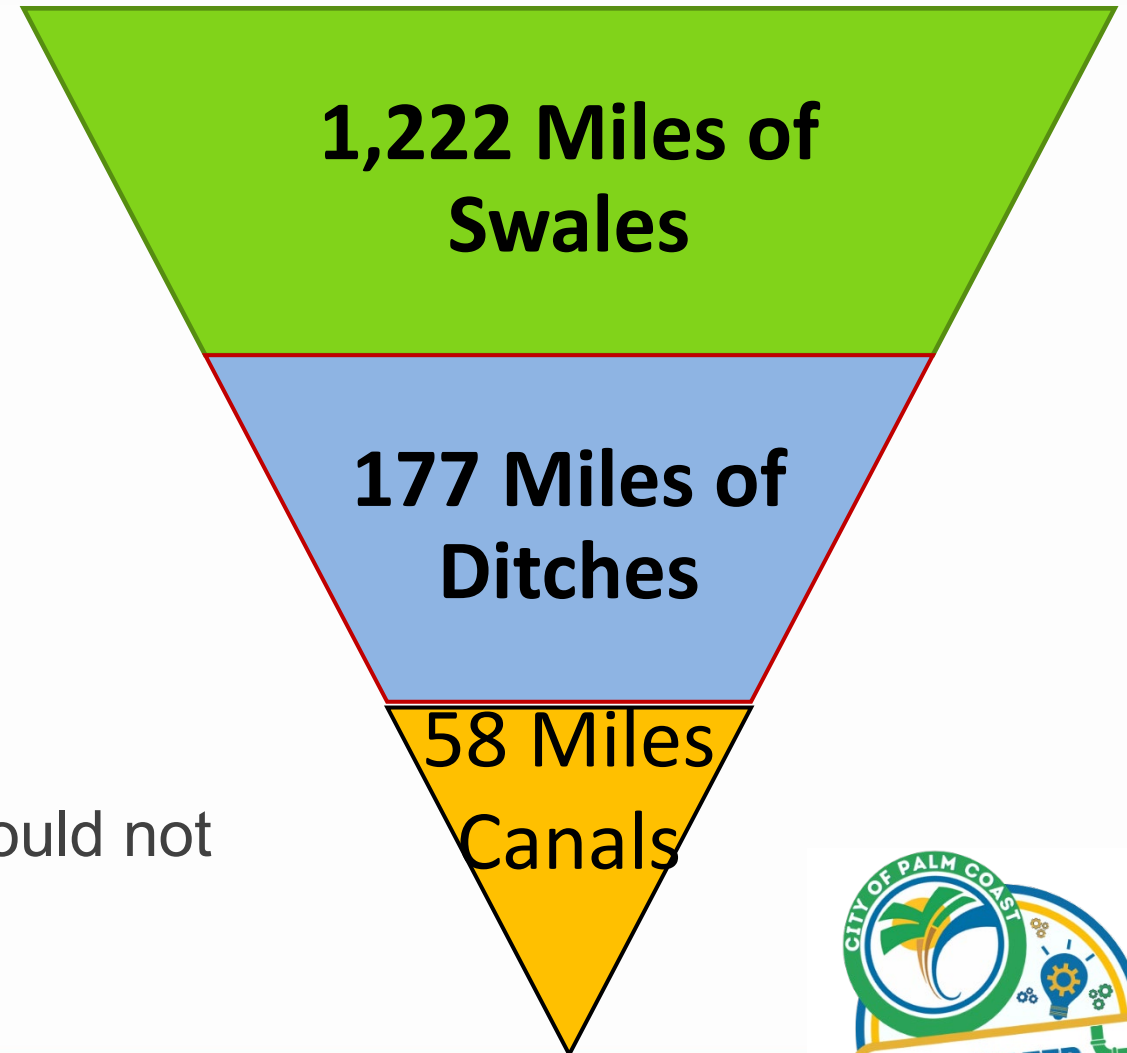 1,222 Miles of
Swales
177 Miles of
Ditches
58 Miles
Canals
ould not
CITY OF PALM COAST